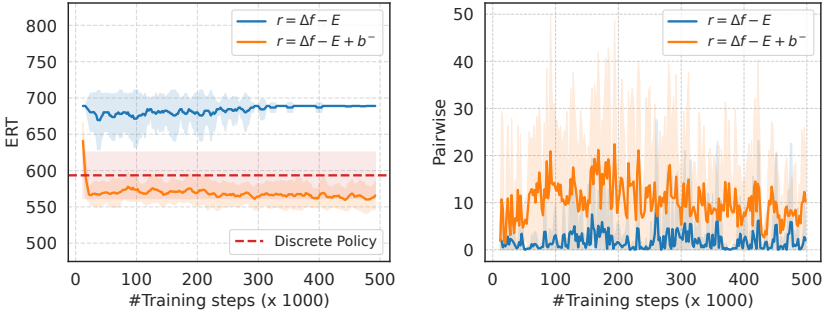 r = Δf − E
r = Δf − E + b⁻
800
750
700
650
600
550
500
ERT
Discrete Policy
0
100
200
300
400
500
#Training steps (x 1000)
r = Δf − E
r = Δf − E + b⁻
50
40
30
20
10
0
Pairwise
0
100
200
300
400
500
#Training steps (x 1000)